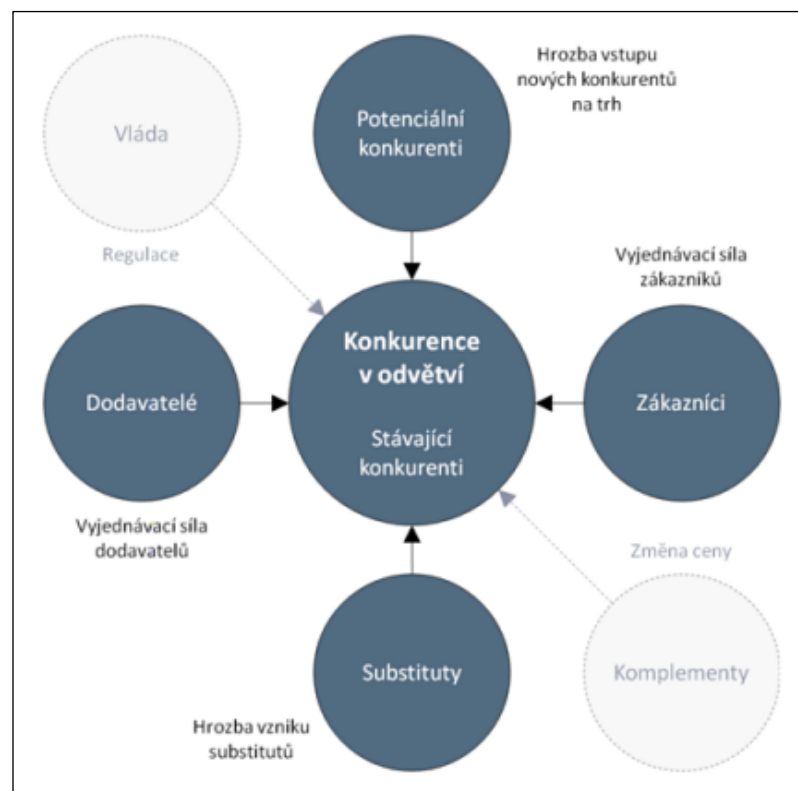 Hrozba vstupu
nových konkurentů
na trh
Potenciální
konkurenti
Vláda
Regulace
Vyjednávací síla
zákazníků
Konkurence
v odvětví
Stávající
konkurenti
Dodavatelé
Zákazníci
Vyjednávací síla
dodavatelů
Změna ceny
Substituty
Komplementy
Hrozba vzniku
substitutů